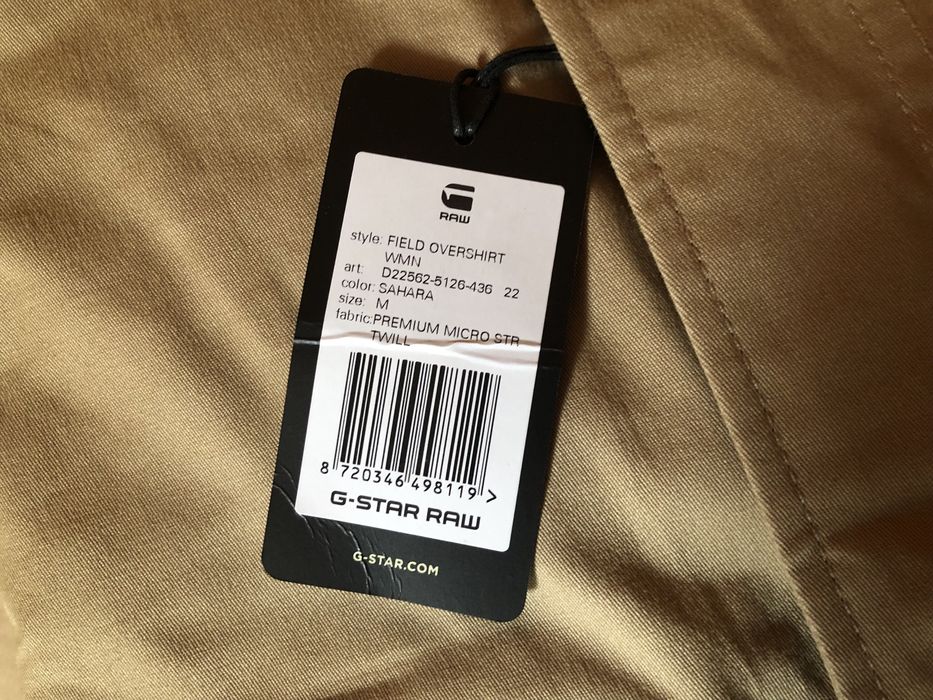 RAW
style: FIELD OVERSHIRT
WMN
art: D22562-5126-436 22
color: SAHARA
size: M
fabric: PREMIUM MICRO STR
TWILL
8 720346 498119 >
G-STAR RAW
G-STAR.COM